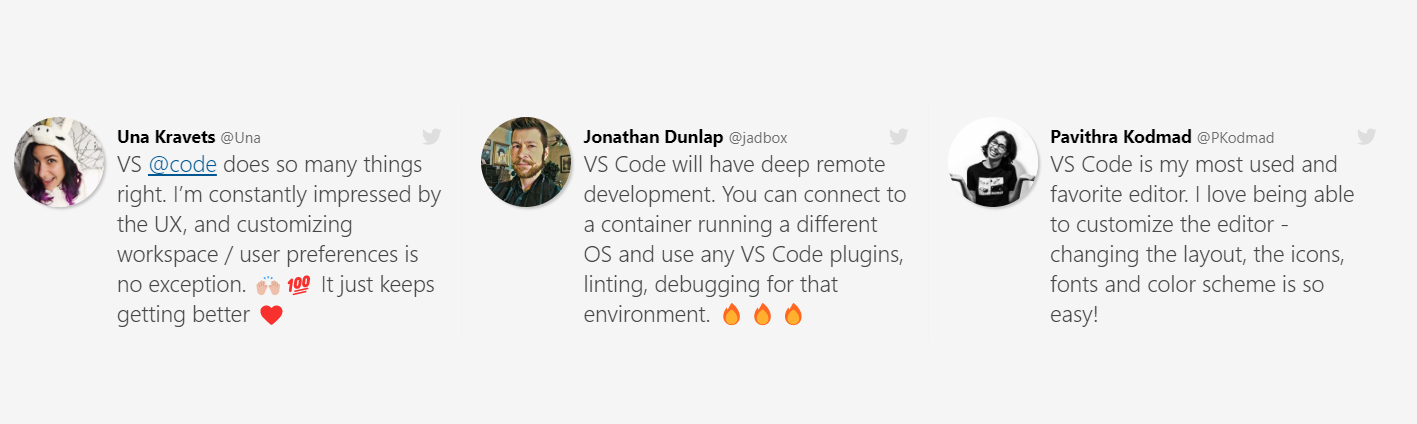 Una Kravets @Una
VS @code does so many things
right. I’m constantly impressed by
the UX, and customizing
workspace / user preferences is
no exception. 🙌🏻 💯 It just keeps
getting better ❤️
Jonathan Dunlap @jadbox
VS Code will have deep remote
development. You can connect to
a container running a different
OS and use any VS Code plugins,
linting, debugging for that
environment. 🔥 🔥 🔥
Pavithra Kodmad @PKodmad
VS Code is my most used and
favorite editor. I love being able
to customize the editor -
changing the layout, the icons,
fonts and color scheme is so
easy!